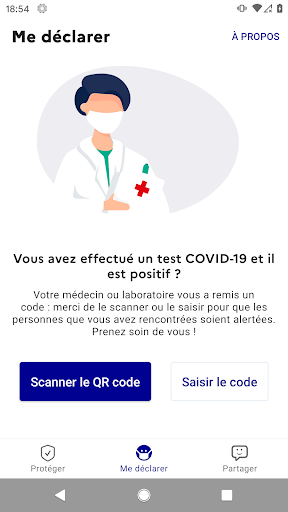 18:54
Me déclarer
À PROPOS
Vous avez effectué un test COVID-19 et il
est positif ?
Votre médecin ou laboratoire vous a remis un
code : merci de le scanner ou le saisir pour que les
personnes que vous avez rencontrées soient alertées.
Prenez soin de vous !
Scanner le QR code
Saisir le code
Protéger
Me déclarer
Partager